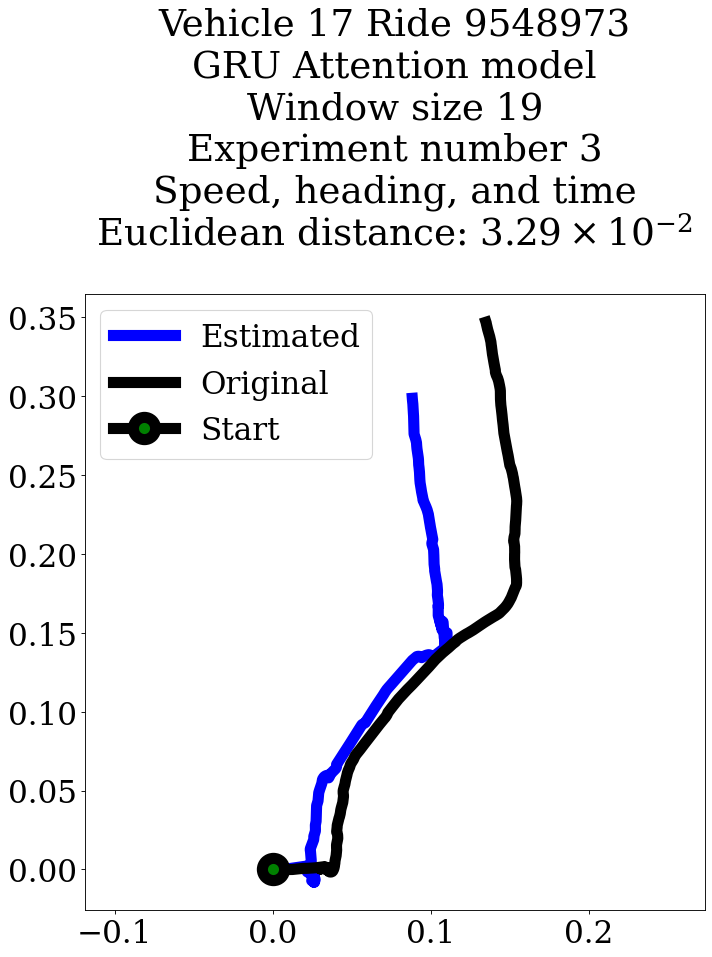 Vehicle 17 Ride 9548973
GRU Attention model
Window size 19
Experiment number 3
Speed, heading, and time
Euclidean distance: 3.29 × 10⁻²
Estimated
Original
Start
0.35
0.30
0.25
0.20
0.15
0.10
0.05
0.00
−0.1 0.0 0.1 0.2